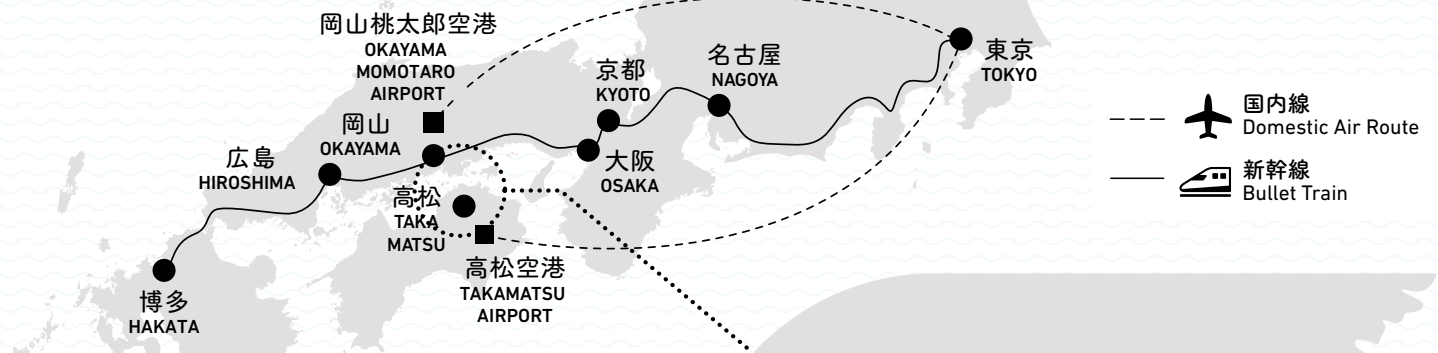 岡山桃太郎空港
OKAYAMA
MOMOTARO
AIRPORT
岡山
OKAYAMA
広島
HIROSHIMA
博多
HAKATA
高松
TAKA
MATSU
高松空港
TAKAMATSU
AIRPORT
京都
KYOTO
大阪
OSAKA
名古屋
NAGOYA
東京
TOKYO
国内線
Domestic Air Route
新幹線
Bullet Train